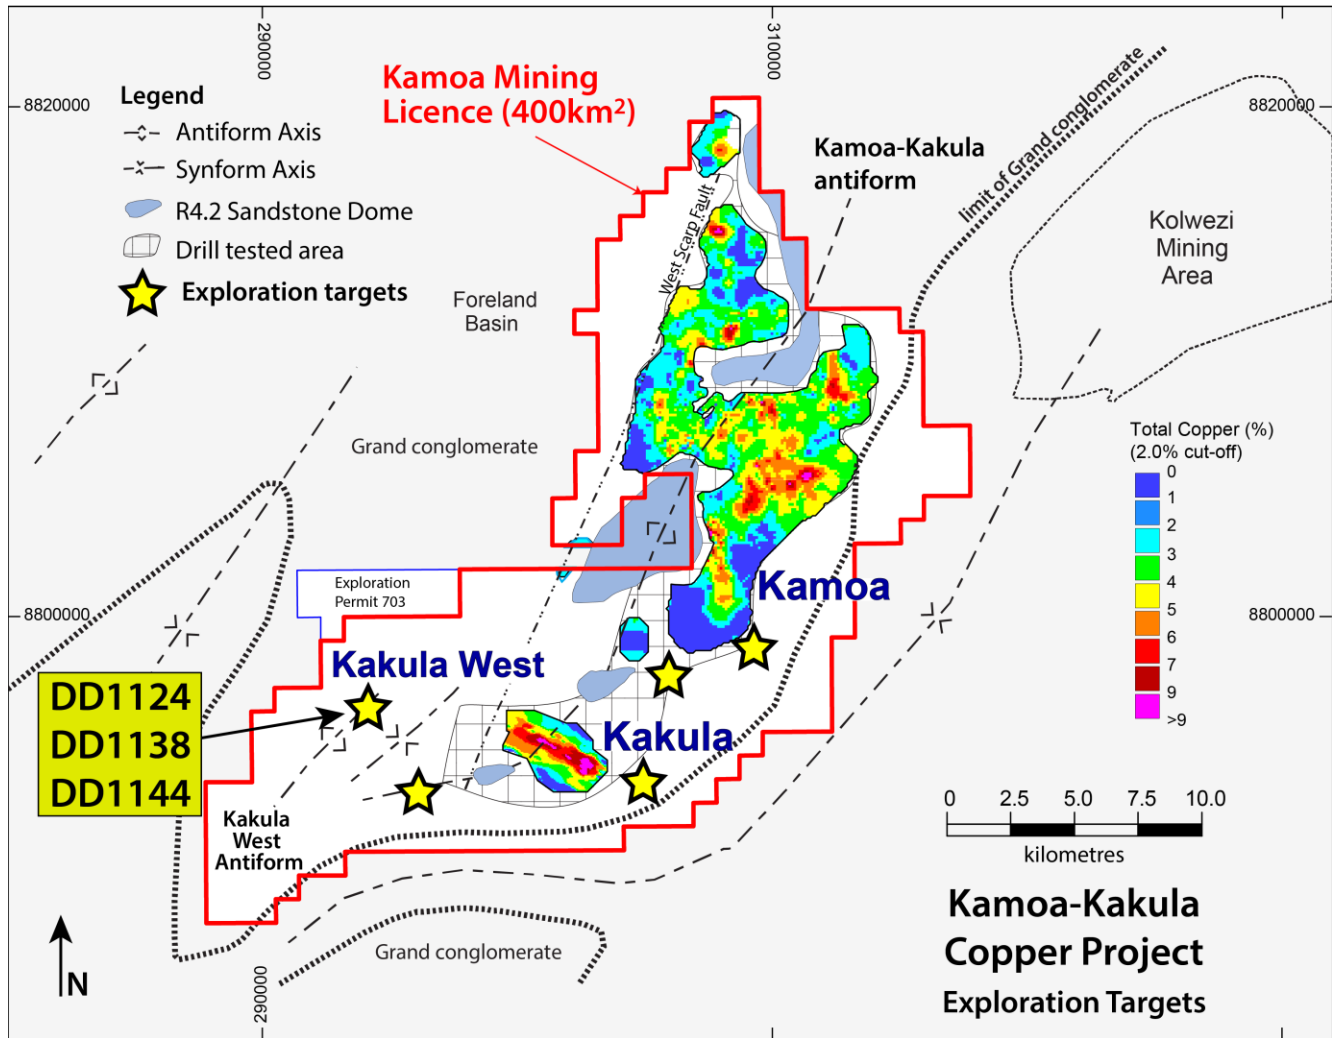 290000
310000
8820000
8820000
Legend
Antiform Axis
Synform Axis
R4.2 Sandstone Dome
Drill tested area
Exploration targets
Kamoa Mining
Licence (400km²)
Kamoa-Kakula
antiform
limit of Grand conglomerate
Kolwezi
Mining
Area
West Scarp Fault
Foreland
Basin
Grand conglomerate
Total Copper (%)
(2.0% cut-off)
0
1
2
3
4
5
6
7
9
>9
Exploration
Permit 703
Kamoa
8800000
8800000
Kakula West
DD1124
DD1138
DD1144
Kakula
Kakula
West
Antiform
0 2.5 5.0 7.5 10.0
kilometres
Kamoa-Kakula
Copper Project
Exploration Targets
Grand conglomerate
N
290000